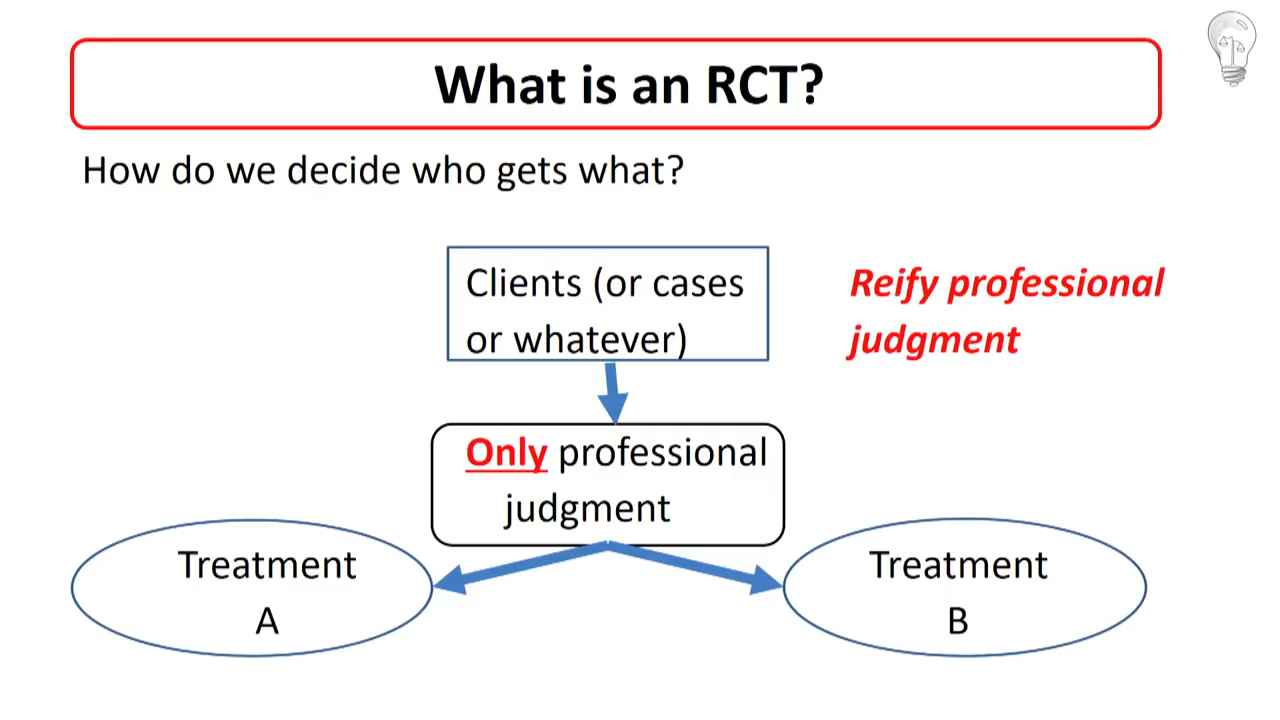 What is an RCT?
How do we decide who gets what?
Clients (or cases
or whatever)
Reify professional
judgment
Only professional
judgment
Treatment
A
Treatment
B